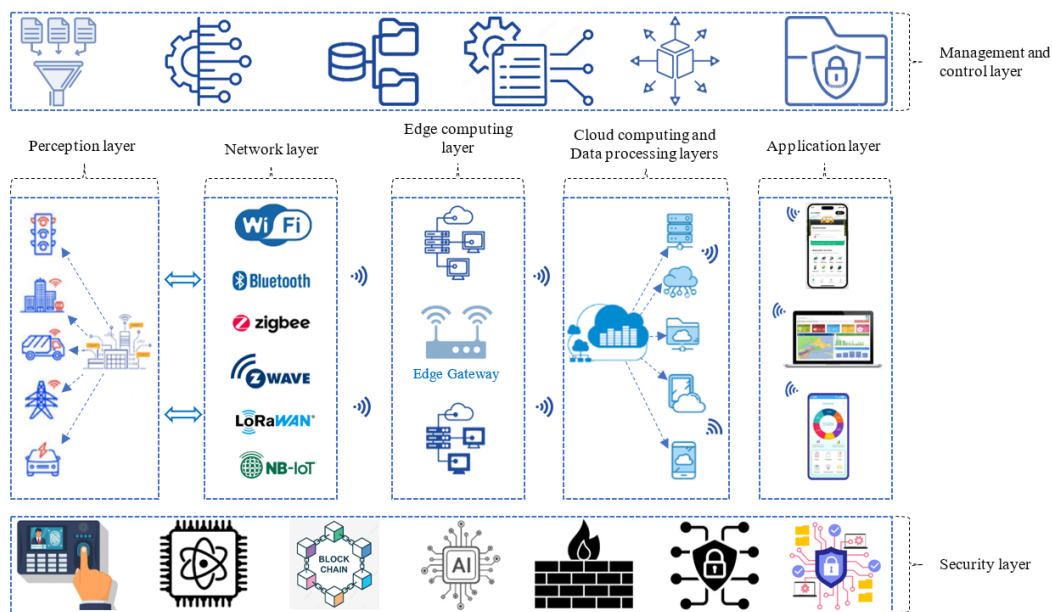 Management and
control layer
Perception layer
Network layer
Edge computing
layer
Cloud computing and
Data processing layers
Application layer
Wi Fi
Bluetooth
zigbee
Edge Gateway
Z WAVE
LoRaWAN
NB-IoT
BLOCK
CHAIN
AI
Security layer